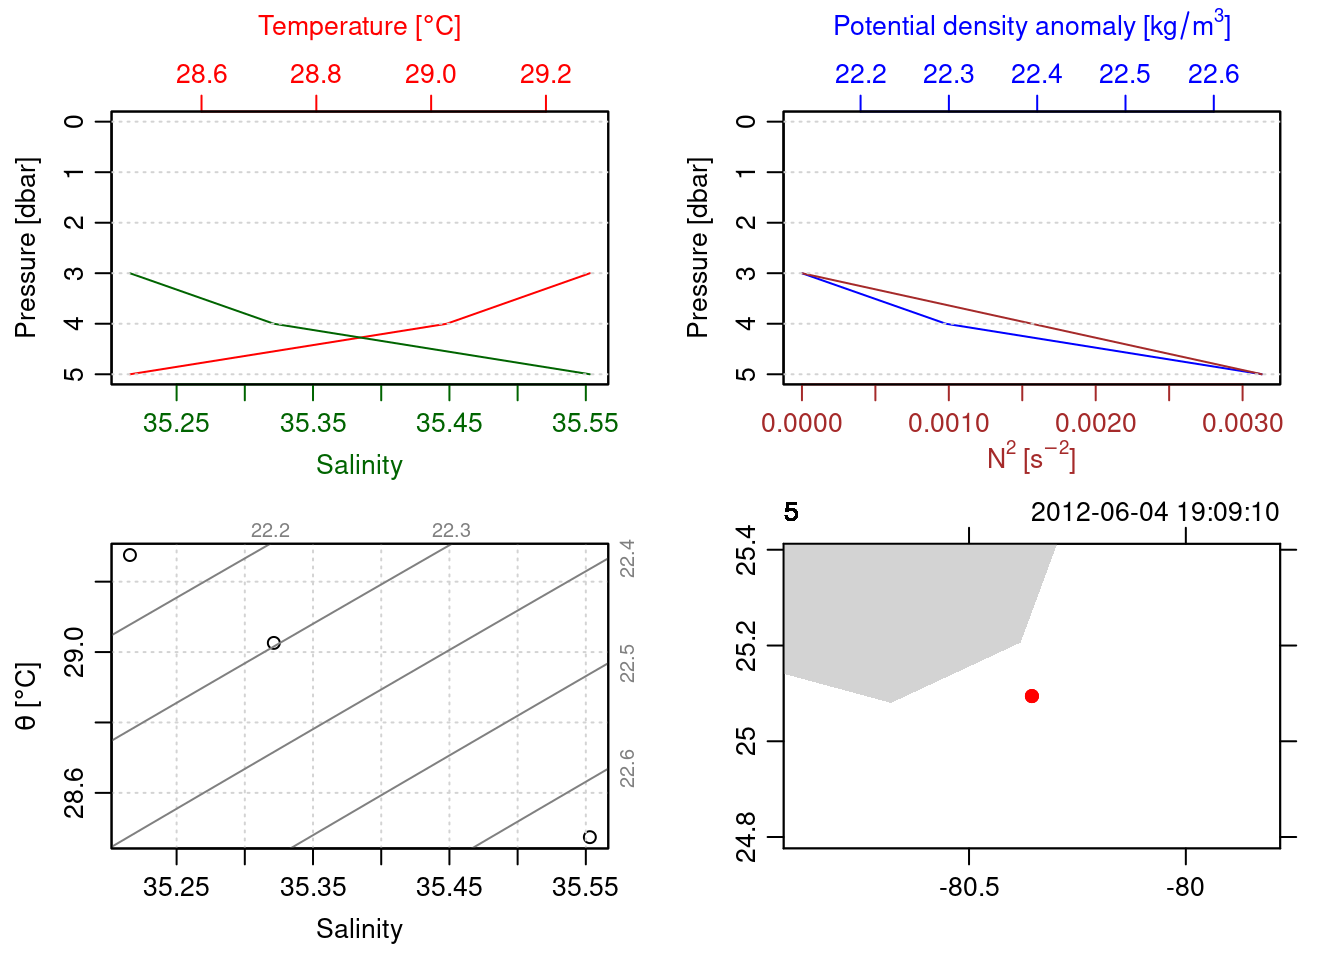 Temperature [°C]
28.6 28.8 29.0 29.2
Pressure [dbar]
0
1
2
3
4
5
35.25 35.35 35.45 35.55
Salinity
Potential density anomaly [kg/m³]
22.2 22.3 22.4 22.5 22.6
Pressure [dbar]
0
1
2
3
4
5
0.0000 0.0010 0.0020 0.0030
N² [s⁻²]
22.2 22.3
22.4
22.5
22.6
θ [°C]
29.0
28.6
35.25 35.35 35.45 35.55
Salinity
5 2012-06-04 19:09:10
25.4
25.2
25
24.8
-80.5 -80